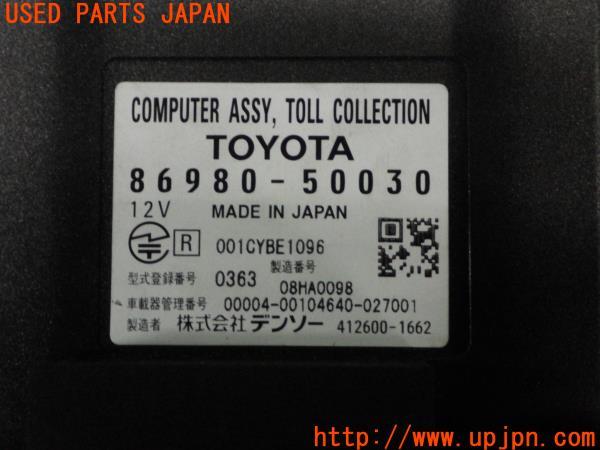 USED PARTS JAPAN
COMPUTER ASSY, TOLL COLLECTION
TOYOTA
86980-50030
12V MADE IN JAPAN
R 001CYBE1096
型式登録番号 0363 製造番号 08HA0098
車載器管理番号 00004-00104640-027001
製造者 株式会社 デンソー 412600-1662
http://www.upjpn.com/